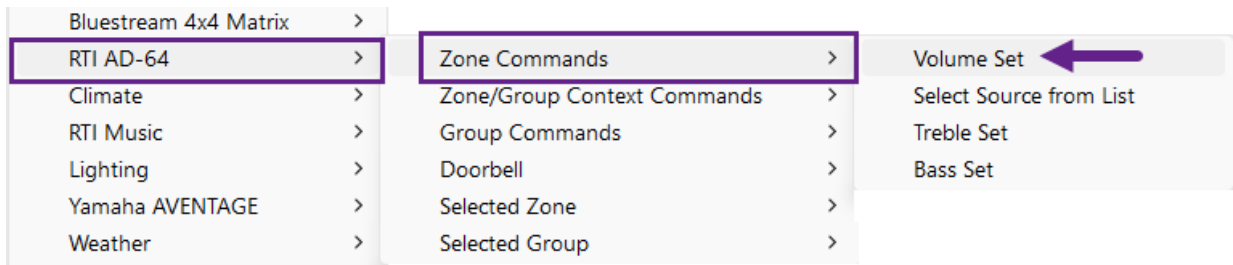 Bluestream 4x4 Matrix >
RTI AD-64 >
Climate >
RTI Music >
Lighting >
Yamaha AVENTAGE >
Weather >
Zone Commands >
Zone/Group Context Commands >
Group Commands >
Doorbell >
Selected Zone >
Selected Group >
Volume Set
Select Source from List
Treble Set
Bass Set